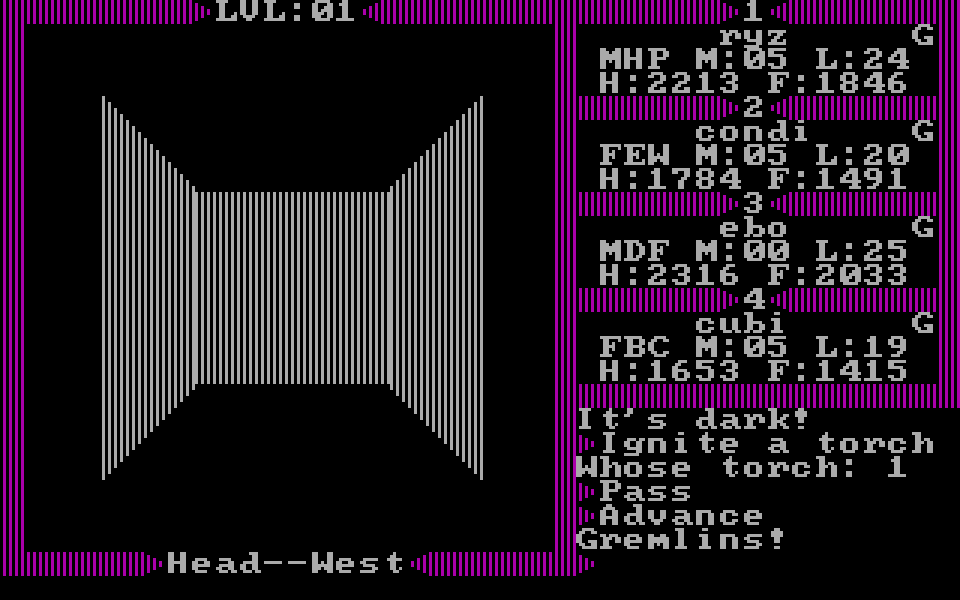 LVL:01
Head--West
1
ryz G
MHP M:05 L:24
H:2213 F:1846
2
condi G
FEW M:05 L:20
H:1784 F:1491
3
ebo G
MDF M:00 L:25
H:2316 F:2033
4
cubi G
FBC M:05 L:19
H:1653 F:1415
It's dark!
Ignite a torch
Whose torch: 1
Pass
Advance
Gremlins!